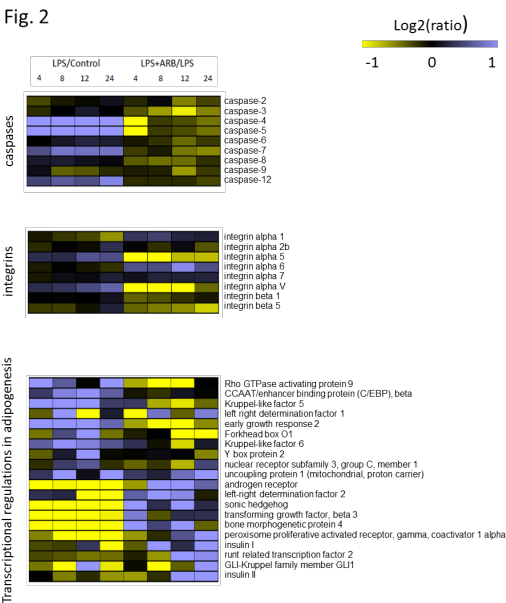 Fig. 2
Log2(ratio)
-1 0 1
LPS/Control LPS+ARB/LPS
4 8 12 24 4 8 12 24
caspases
caspase-2
caspase-3
caspase-4
caspase-5
caspase-6
caspase-7
caspase-8
caspase-9
caspase-12
integrins
integrin alpha 1
integrin alpha 2b
integrin alpha 5
integrin alpha 6
integrin alpha 7
integrin alpha V
integrin beta 1
integrin beta 5
Transcriptional regulations in adipogenesis
Rho GTPase activating protein 9
CCAAT/enhancer binding protein (C/EBP), beta
Kruppel-like factor 5
left right determination factor 1
early growth response 2
Forkhead box O1
Kruppel-like factor 6
Y box protein 2
nuclear receptor subfamily 3, group C, member 1
uncoupling protein 1 (mitochondrial, proton carrier)
androgen receptor
left-right determination factor 2
sonic hedgehog
transforming growth factor, beta 3
bone morphogenetic protein 4
peroxisome proliferative activated receptor, gamma, coactivator 1 alpha
insulin I
runt related transcription factor 2
GLI-Kruppel family member GLI1
insulin II